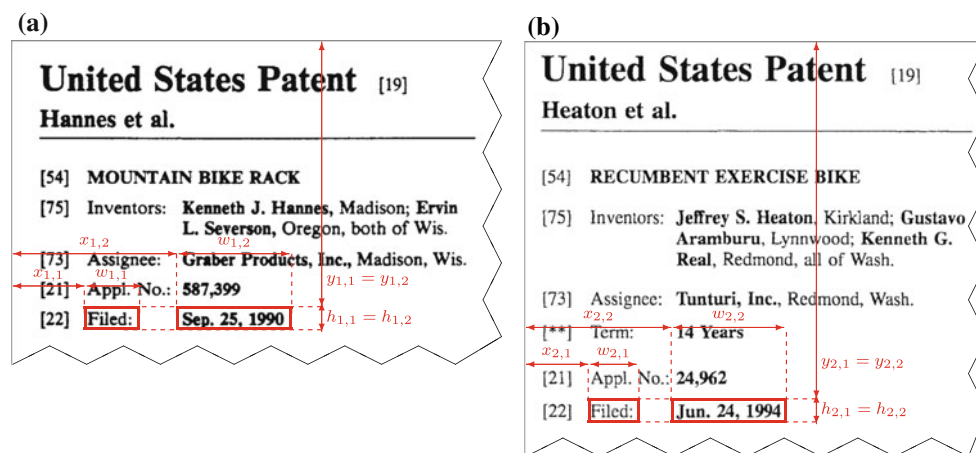 (a)
United States Patent [19]
Hannes et al.
[54] MOUNTAIN BIKE RACK
[75] Inventors: Kenneth J. Hannes, Madison; Ervin
L. Severson, Oregon, both of Wis.
x1,2 w1,2
[73] Assignee: Graber Products, Inc., Madison, Wis.
x1,1 w1,1 y1,1 = y1,2
[21] Appl. No.: 587,399
[22] Filed: Sep. 25, 1990 h1,1 = h1,2
(b)
United States Patent [19]
Heaton et al.
[54] RECUMBENT EXERCISE BIKE
[75] Inventors: Jeffrey S. Heaton, Kirkland; Gustavo
Aramburu, Lynnwood; Kenneth G.
Real, Redmond, all of Wash.
[73] Assignee: Tunturi, Inc., Redmond, Wash.
x2,2 w2,2
[**] Term: 14 Years
x2,1 w2,1 y2,1 = y2,2
[21] Appl. No.: 24,962
[22] Filed: Jun. 24, 1994 h2,1 = h2,2